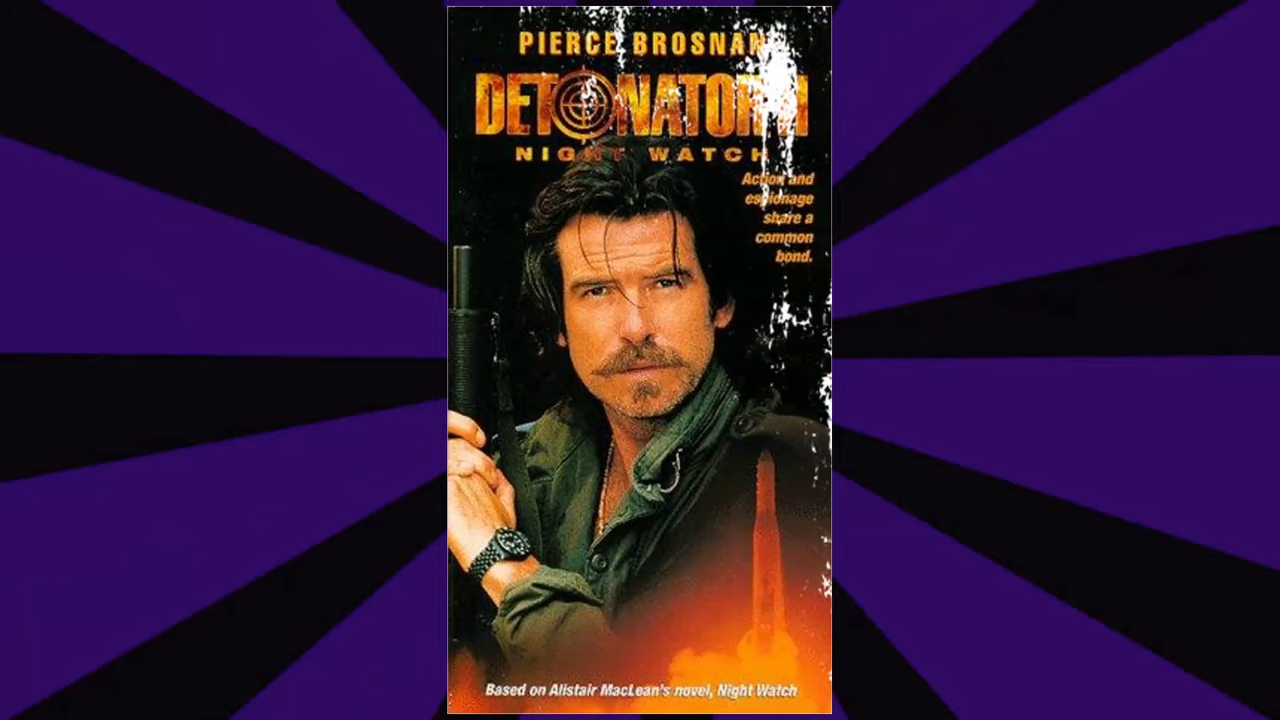 PIERCE BROSNAN
DETONATOR II
NIGHT WATCH
Action and
espionage
share a
common
bond.
Based on Alistair MacLean's novel, Night Watch